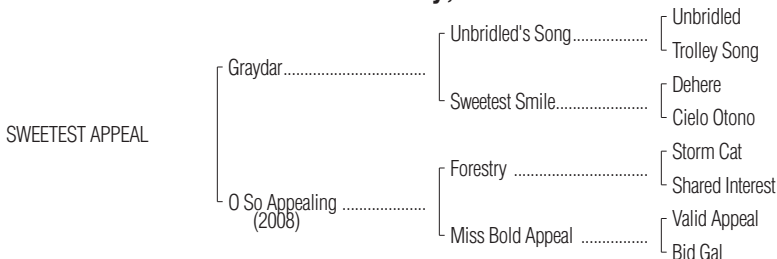 Unbridled
Unbridled's Song..................
Trolley Song
Graydar..................................
Dehere
Sweetest Smile......................
Cielo Otono
SWEETEST APPEAL
Storm Cat
Forestry ................................
Shared Interest
O So Appealing ....................
(2008)
Valid Appeal
Miss Bold Appeal ................
Bid Gal